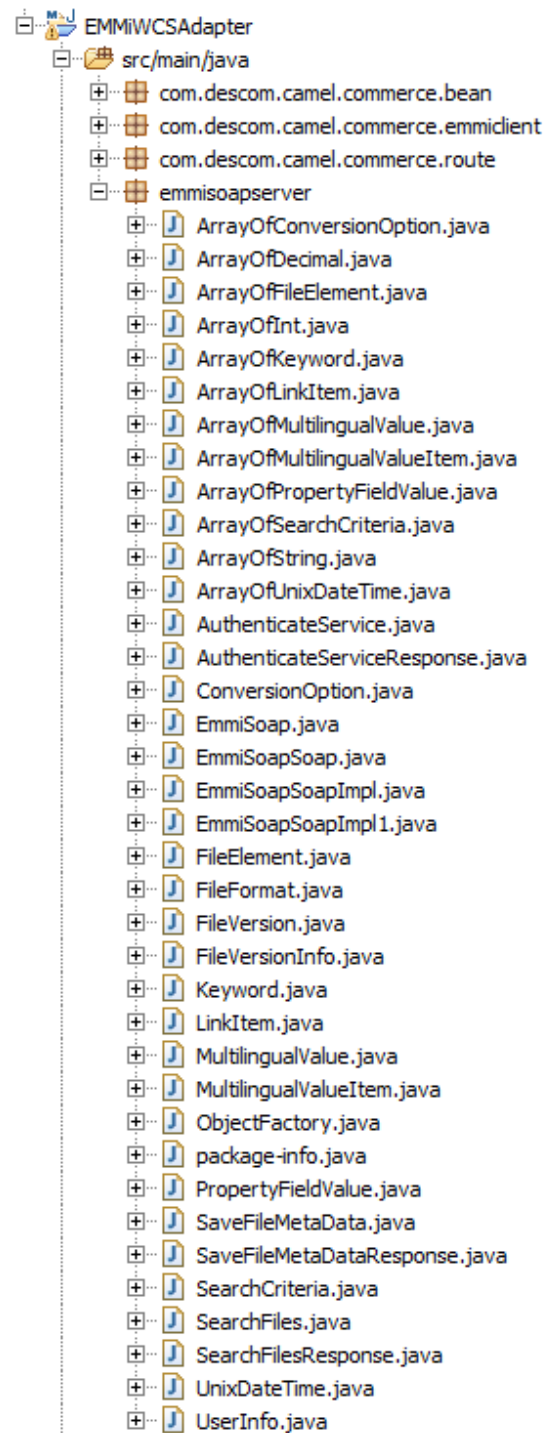 EMMiWCSAdapter
src/main/java
com.descom.camel.commerce.bean
com.descom.camel.commerce.emmiclient
com.descom.camel.commerce.route
emmisoapserver
ArrayOfConversionOption.java
ArrayOfDecimal.java
ArrayOfFileElement.java
ArrayOfInt.java
ArrayOfKeyword.java
ArrayOfLinkItem.java
ArrayOfMultilingualValue.java
ArrayOfMultilingualValueItem.java
ArrayOfPropertyFieldValue.java
ArrayOfSearchCriteria.java
ArrayOfString.java
ArrayOfUnixDateTime.java
AuthenticateService.java
AuthenticateServiceResponse.java
ConversionOption.java
EmmiSoap.java
EmmiSoapSoap.java
EmmiSoapSoapImpl.java
EmmiSoapSoapImpl1.java
FileElement.java
FileFormat.java
FileVersion.java
FileVersionInfo.java
Keyword.java
LinkItem.java
MultilingualValue.java
MultilingualValueItem.java
ObjectFactory.java
package-info.java
PropertyFieldValue.java
SaveFileMetaData.java
SaveFileMetaDataResponse.java
SearchCriteria.java
SearchFiles.java
SearchFilesResponse.java
UnixDateTime.java
UserInfo.java